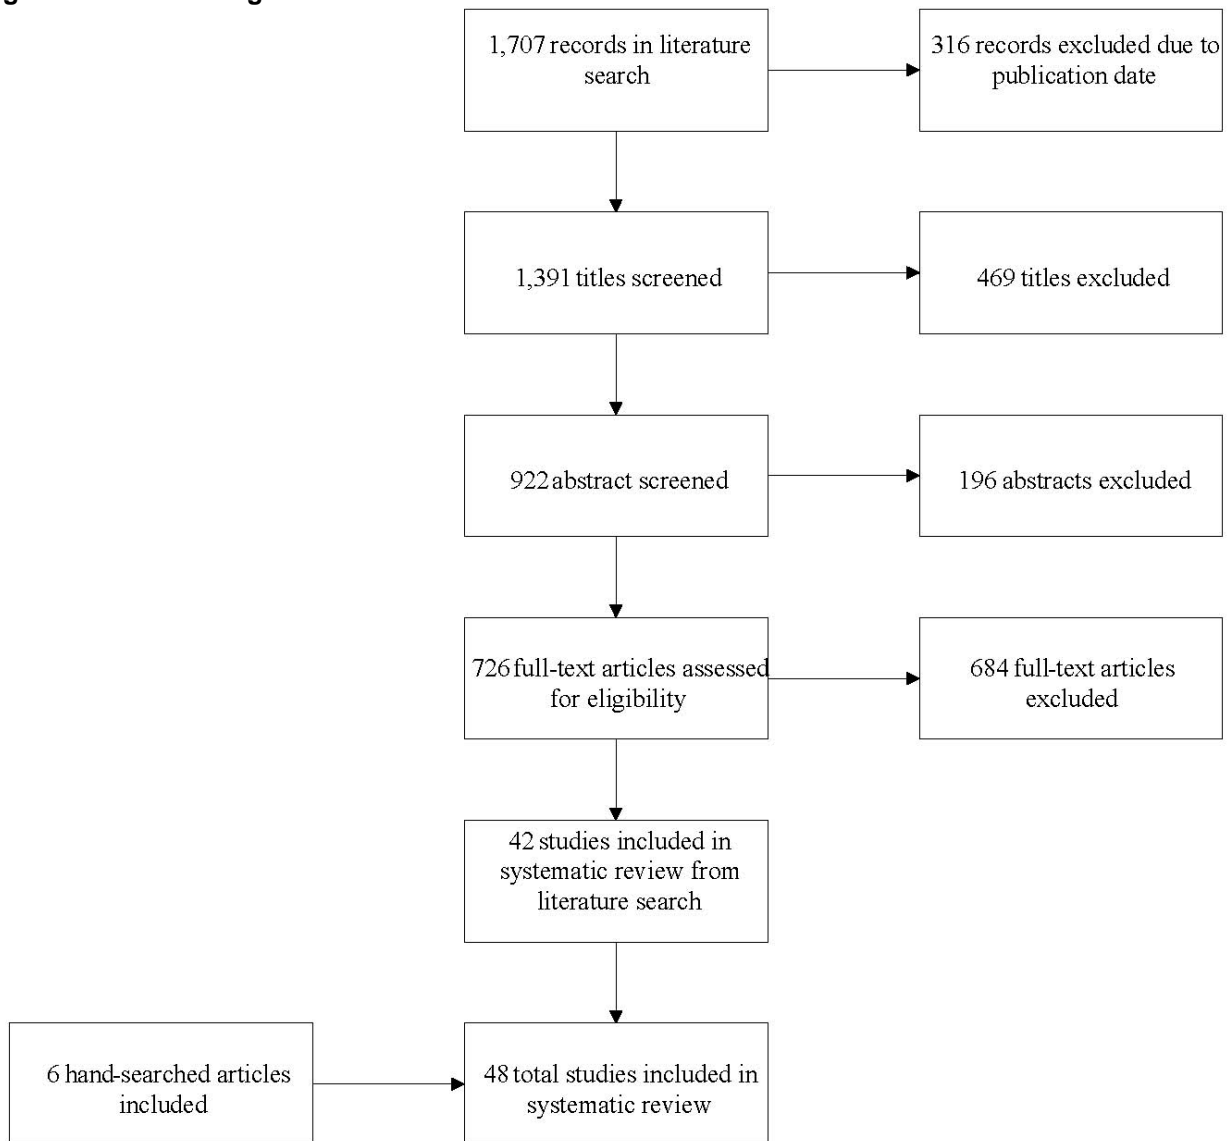 1,707 records in literature
search
316 records excluded due to
publication date
1,391 titles screened
469 titles excluded
922 abstract screened
196 abstracts excluded
726 full-text articles assessed
for eligibility
684 full-text articles
excluded
42 studies included in
systematic review from
literature search
6 hand-searched articles
included
48 total studies included in
systematic review